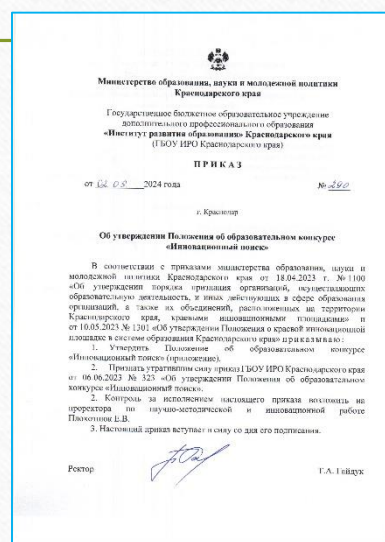 Министерство образования, науки и молодежной политики
Краснодарского края
Государственное бюджетное образовательное учреждение
дополнительного профессионального образования
«Институт развития образования» Краснодарского края
(ГБОУ ИРО Краснодарского края)
ПРИКАЗ
от 2024 года № 290
г. Краснодар
Об утверждении Положения об образовательном конкурсе
«Инновационный поиск»
В соответствии с приказами министерства образования, науки и
молодежной политики Краснодарского края от 18.04.2023 г. № 1100
«Об утверждении порядка признания организаций, осуществляющих
образовательную деятельность, и иных действующих в сфере образования
организаций, а также их объединений, расположенных на территории
Краснодарского края, краевыми инновационными площадками» и
от 10.05.2023 № 1301 «Об утверждении Положения о краевой инновационной
площадке в системе образования Краснодарского края» приказываю:
1. Утвердить Положение об образовательном конкурсе
«Инновационный поиск» (приложение).
2. Признать утратившим силу приказ ГБОУ ИРО Краснодарского края
от 06.06.2023 № 323 «Об утверждении Положения об образовательном
конкурсе «Инновационный поиск».
2. Контроль за исполнением настоящего приказа возложить на
проректора по научно-методической и инновационной работе
Плохотнюк Е.В.
3. Настоящий приказ вступает в силу со дня его подписания.
Ректор Т.А. Гайдук